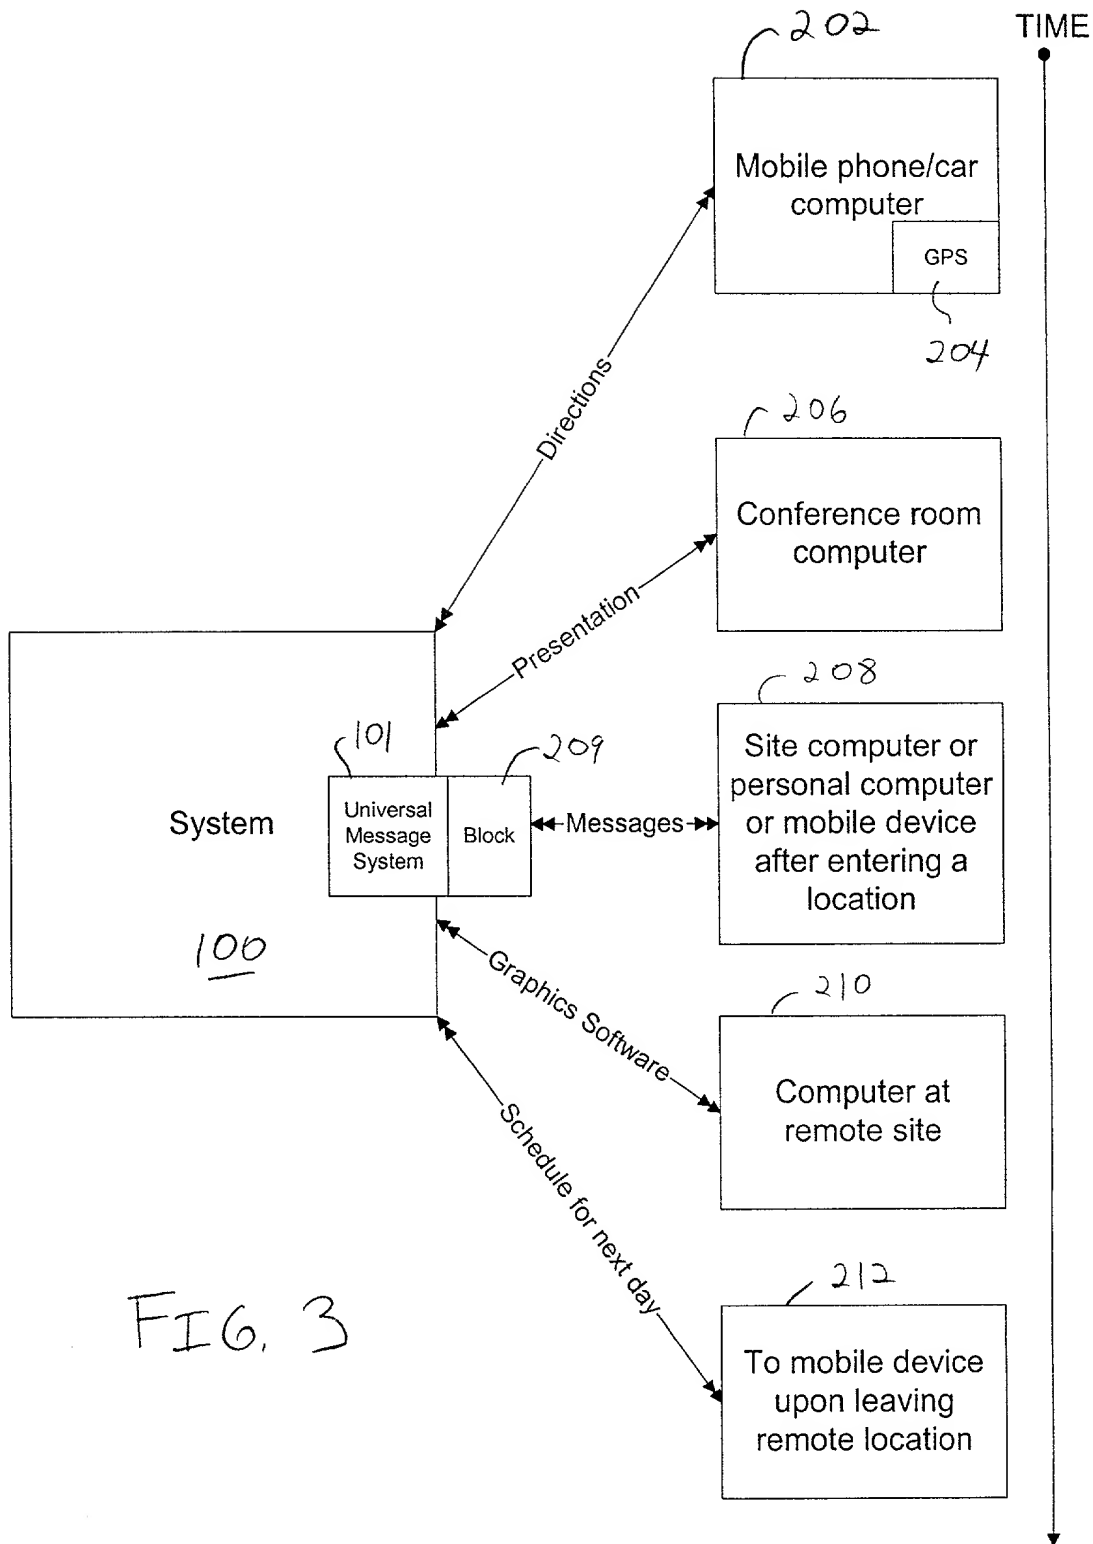 202
TIME
Mobile phone/car
computer
GPS
204
Directions
206
Conference room
computer
Presentation
208
101
209
System
Universal
Message
System
Block
Messages
Site computer or
personal computer
or mobile device
after entering a
location
100
Graphics Software
210
Computer at
remote site
Schedule for next day
212
To mobile device
upon leaving
remote location
FIG. 3